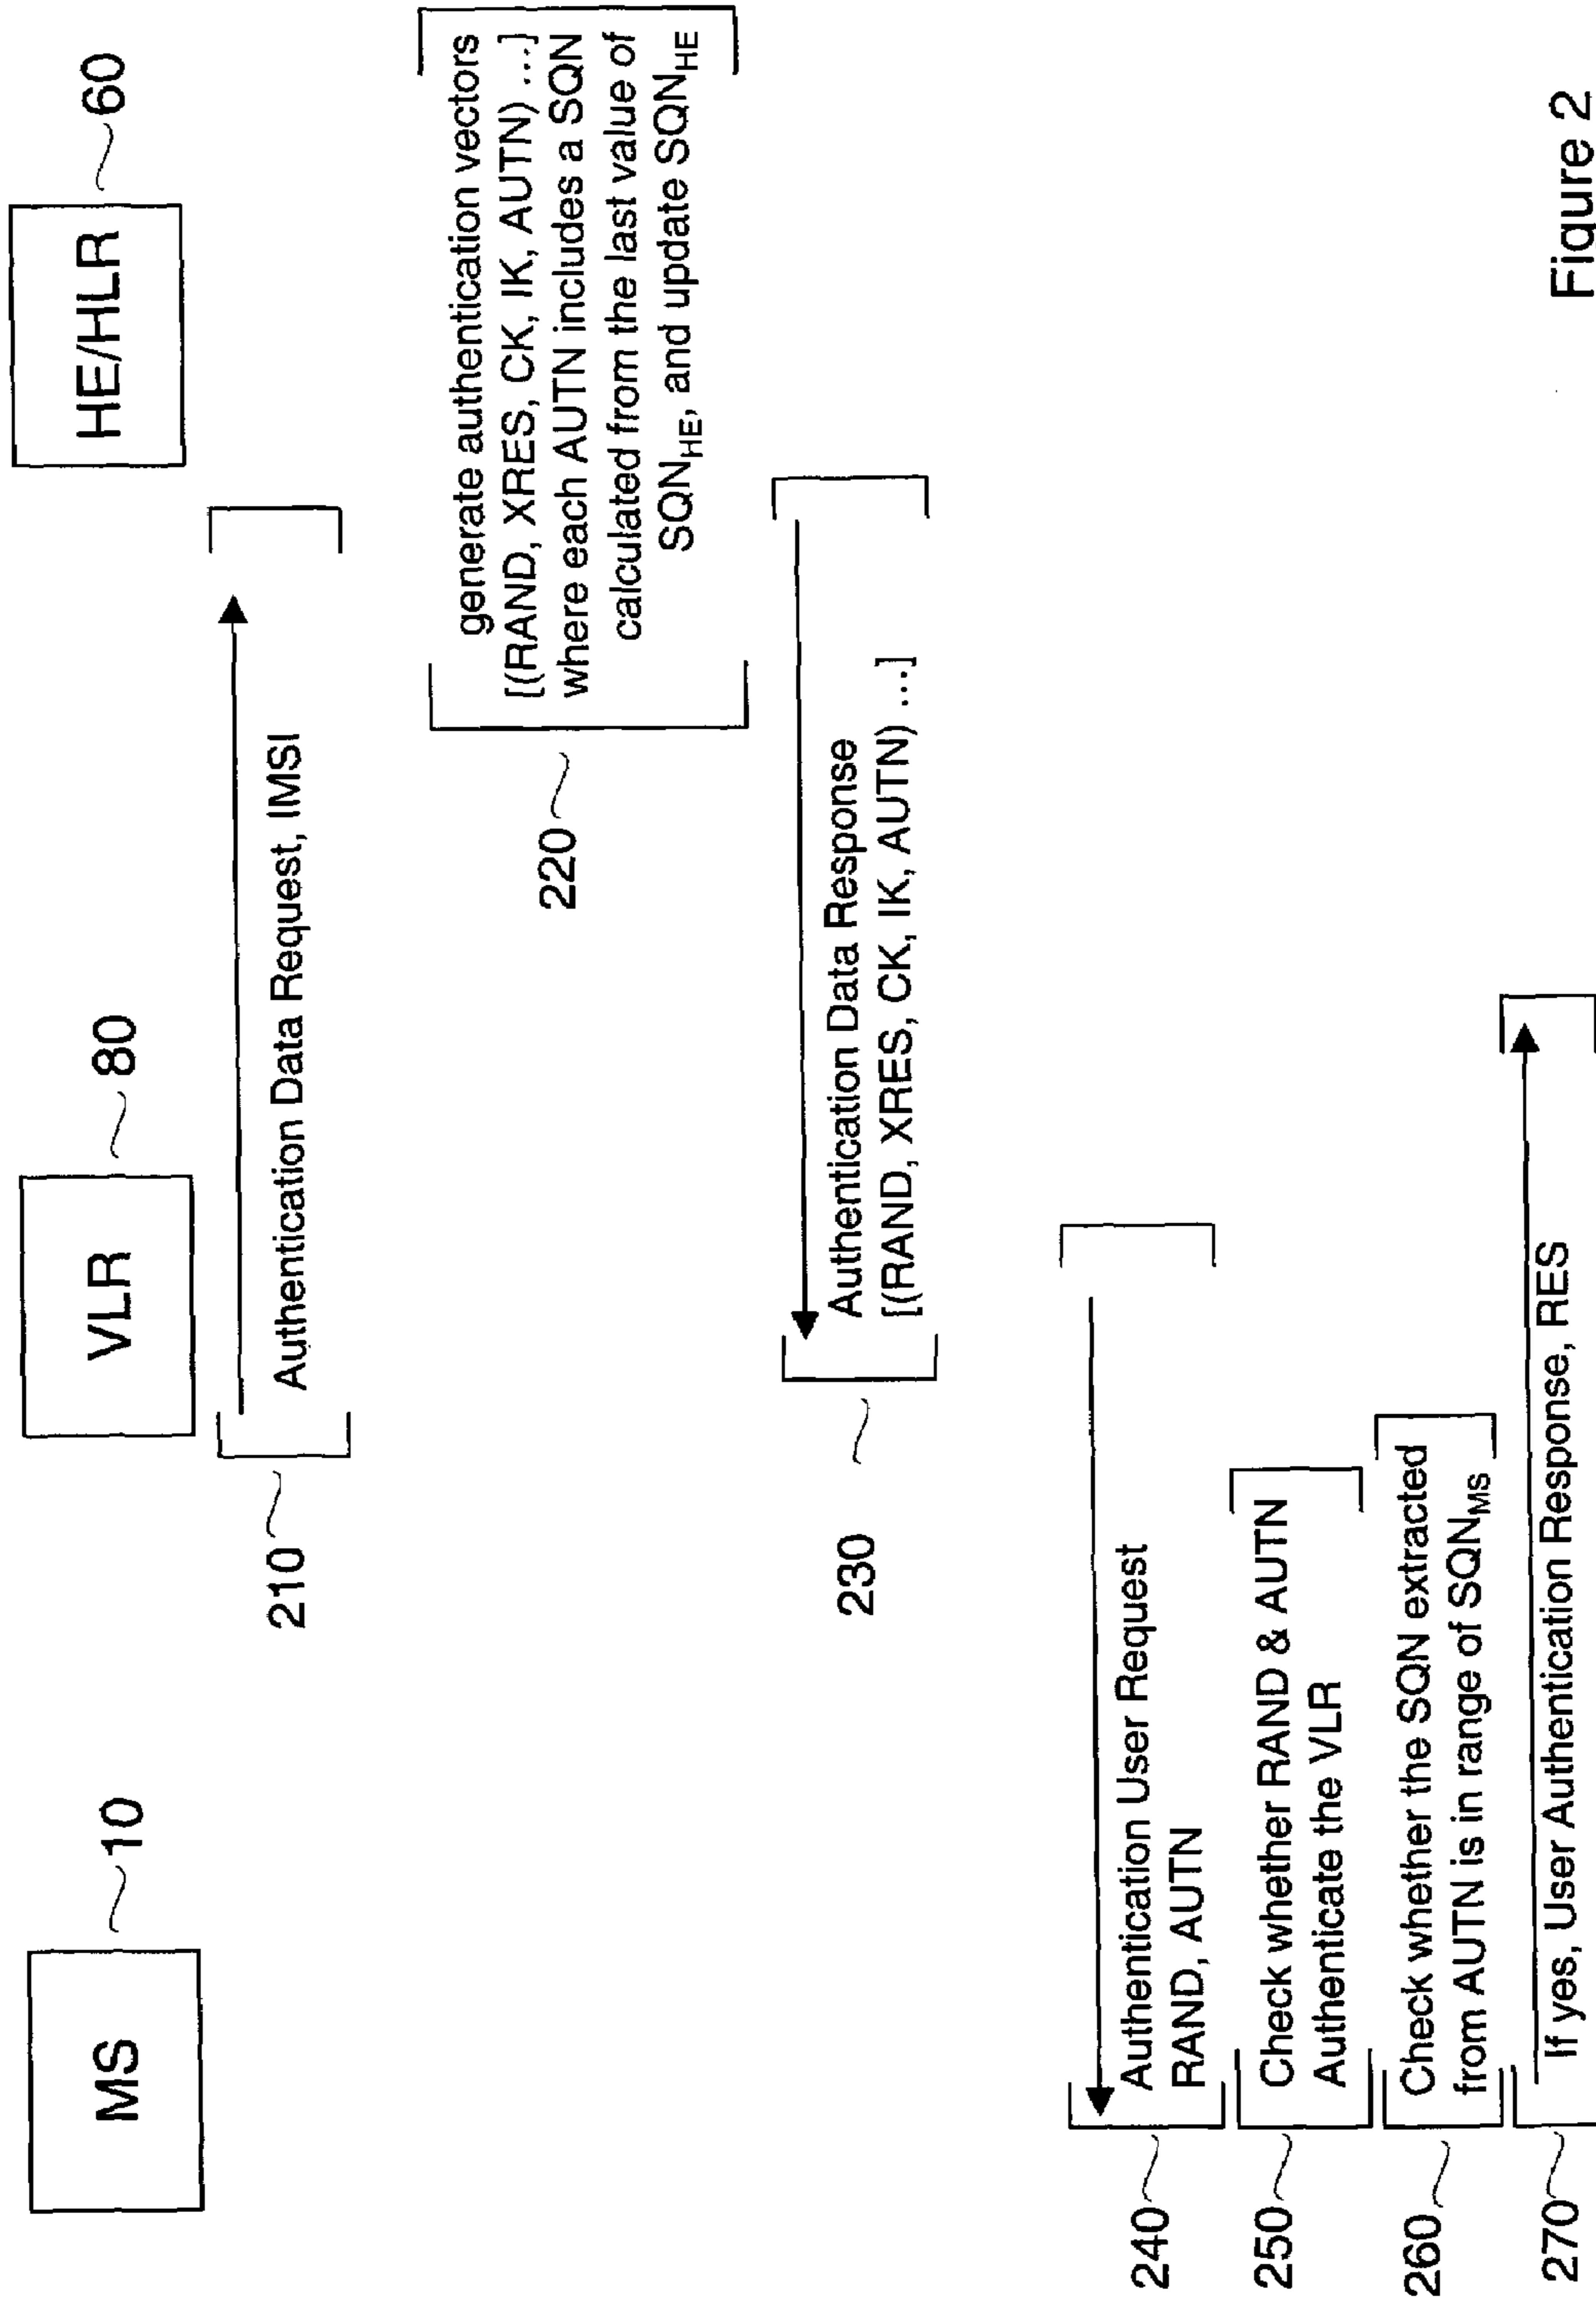 MS
10
VLR
80
HE/HLR
60
210
Authentication Data Request, IMSI
220
generate authentication vectors
[(RAND, XRES, CK, IK, AUTN) ...]
where each AUTN includes a SQN
calculated from the last value of
SQN_HE, and update SQN_HE
230
Authentication Data Response
[(RAND, XRES, CK, IK, AUTN) ...]
240
Authentication User Request
RAND, AUTN
250
Check whether RAND & AUTN
Authenticate the VLR
260
Check whether the SQN extracted
from AUTN is in range of SQN_MS
270
If yes, User Authentication Response, RES
Figure 2